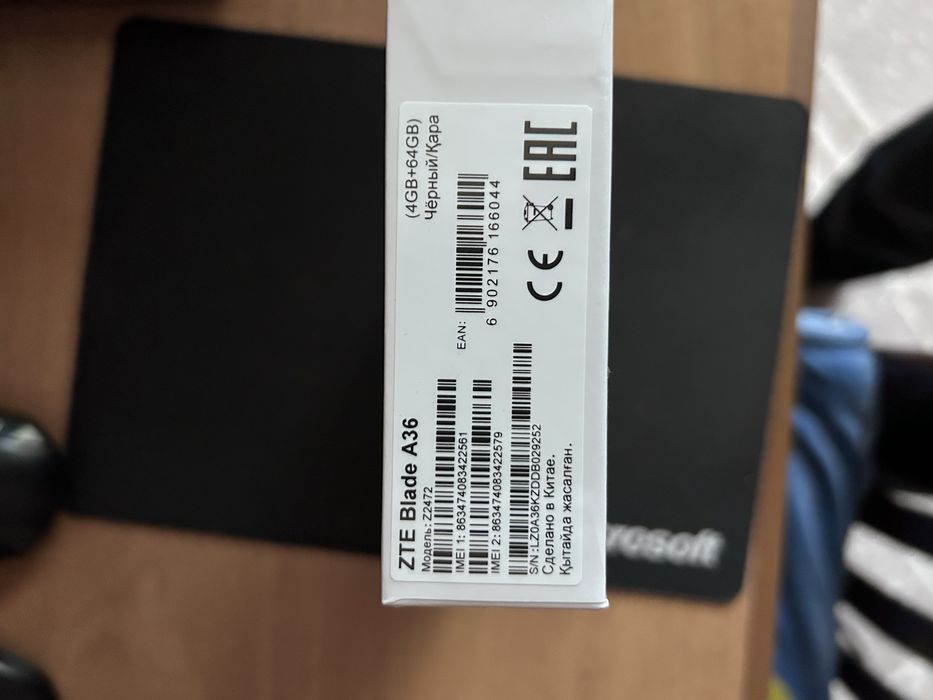 ZTE Blade A36
(4GB+64GB)
Модель: Z2472
Чёрный/Қара
IMEI 1: 863474083422561
EAN:
6 902176 166044
IMEI 2: 863474083422579
S/N :LZ0A36KZDDB029252
Сделано в Китае.
Қытайда жасалған.
CE
EAC
rosoft